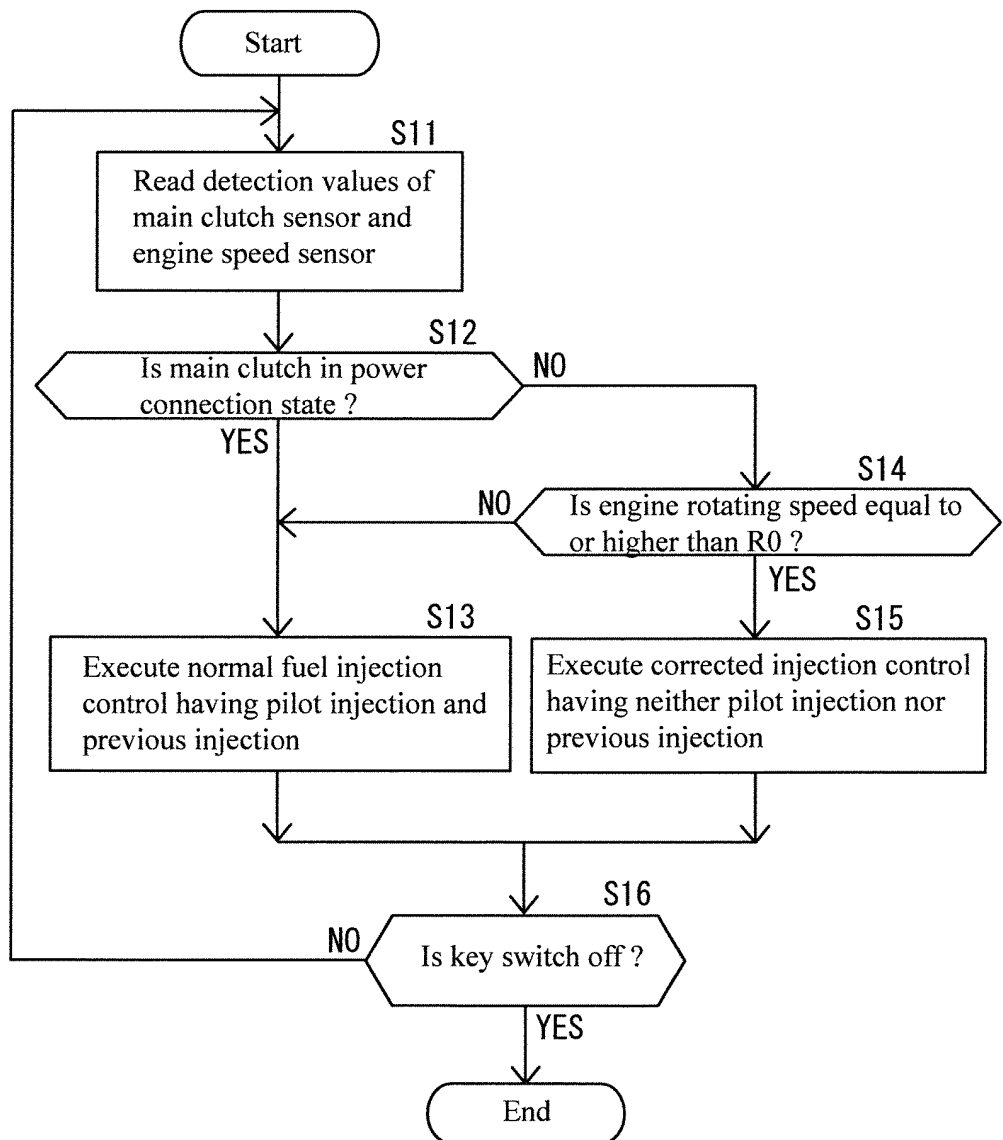 Start
S11
Read detection values of
main clutch sensor and
engine speed sensor
S12
Is main clutch in power
connection state ?
NO
YES
S14
NO
Is engine rotating speed equal to
or higher than R0 ?
YES
S13
Execute normal fuel injection
control having pilot injection and
previous injection
S15
Execute corrected injection control
having neither pilot injection nor
previous injection
S16
NO
Is key switch off ?
YES
End